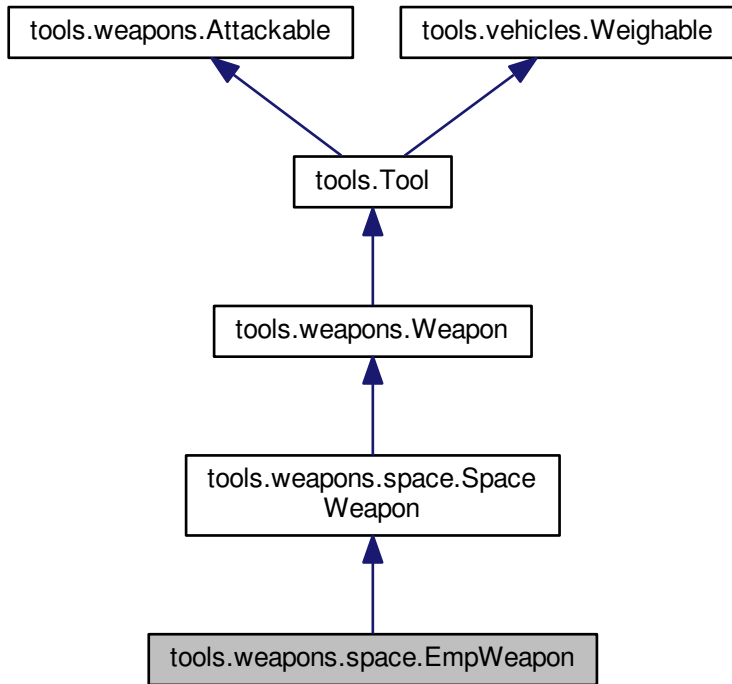 tools.weapons.Attackable
tools.vehicles.Weighable
tools.Tool
tools.weapons.Weapon
tools.weapons.space.Space
Weapon
tools.weapons.space.EmpWeapon